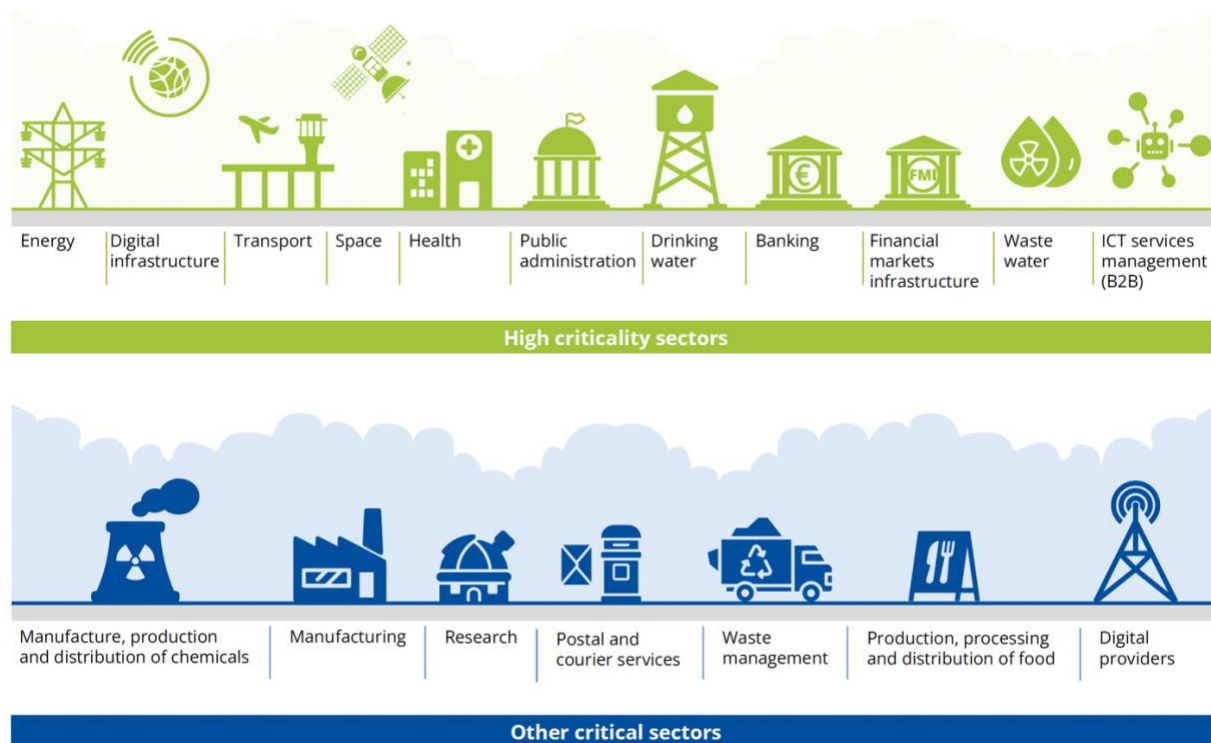 €
FMI
Energy
Digital
infrastructure
Transport
Space
Health
Public
administration
Drinking
water
Banking
Financial
markets
infrastructure
Waste
water
ICT services
management
(B2B)
High criticality sectors
Manufacture, production
and distribution of chemicals
Manufacturing
Research
Postal and
courier services
Waste
management
Production, processing
and distribution of food
Digital
providers
Other critical sectors